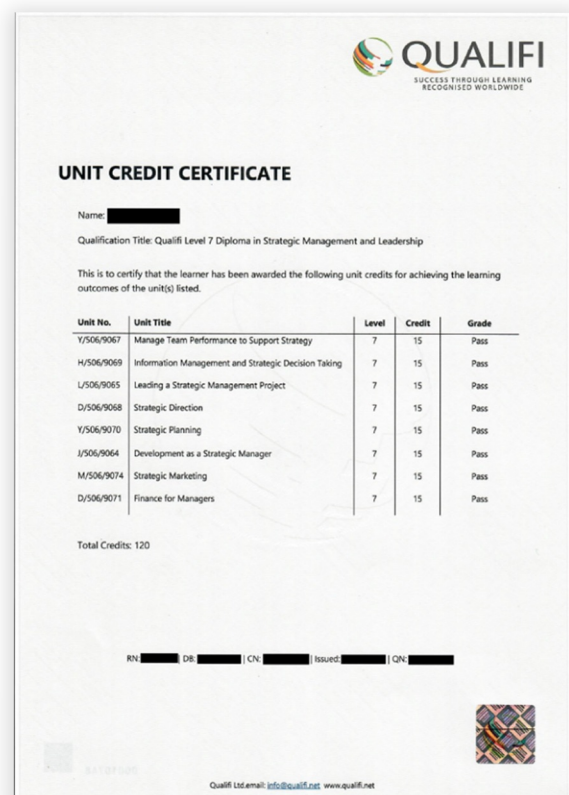 QUALIFI
SUCCESS THROUGH LEARNING
RECOGNISED WORLDWIDE
UNIT CREDIT CERTIFICATE
Name:
Qualification Title: Qualifi Level 7 Diploma in Strategic Management and Leadership
This is to certify that the learner has been awarded the following unit credits for achieving the learning
outcomes of the unit(s) listed.
Unit No. Unit Title Level Credit Grade
Y/506/9067 Manage Team Performance to Support Strategy 7 15 Pass
H/506/9069 Information Management and Strategic Decision Taking 7 15 Pass
L/506/9065 Leading a Strategic Management Project 7 15 Pass
D/506/9068 Strategic Direction 7 15 Pass
Y/506/9070 Strategic Planning 7 15 Pass
J/506/9064 Development as a Strategic Manager 7 15 Pass
M/506/9074 Strategic Marketing 7 15 Pass
D/506/9071 Finance for Managers 7 15 Pass
Total Credits: 120
RN: | DB: | CN: | Issued: | QN:
Qualifi Ltd.email: info@qualifi.net www.qualifi.net